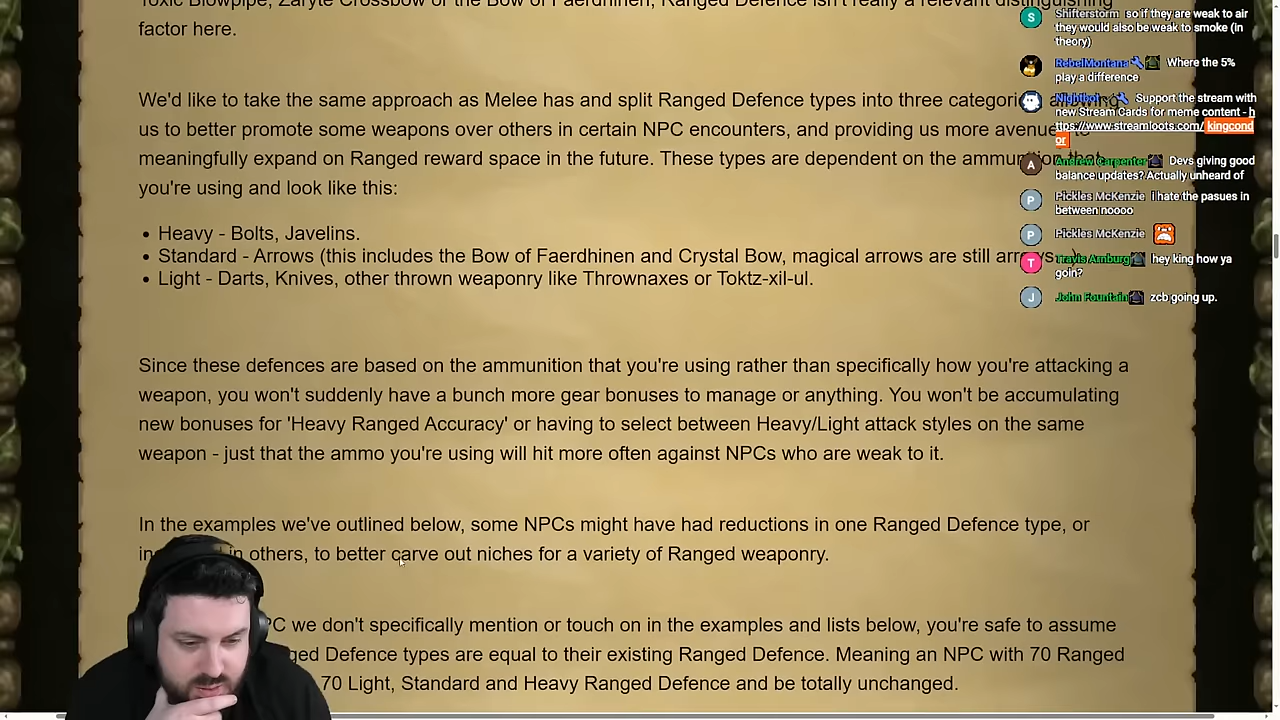 Toxic Blowpipe, Zaryte Crossbow or the Bow of Faerdhinen, Ranged Defence isn't really a relevant distinguishing
factor here.
We'd like to take the same approach as Melee has and split Ranged Defence types into three categories
us to better promote some weapons over others in certain NPC encounters, and providing us more avenues to
meaningfully expand on Ranged reward space in the future. These types are dependent on the ammunition that
you're using and look like this:
• Heavy - Bolts, Javelins.
• Standard - Arrows (this includes the Bow of Faerdhinen and Crystal Bow, magical arrows are still arrows.)
• Light - Darts, Knives, other thrown weaponry like Thrownaxes or Toktz-xil-ul.
Since these defences are based on the ammunition that you're using rather than specifically how you're attacking a
weapon, you won't suddenly have a bunch more gear bonuses to manage or anything. You won't be accumulating
new bonuses for 'Heavy Ranged Accuracy' or having to select between Heavy/Light attack styles on the same
weapon - just that the ammo you're using will hit more often against NPCs who are weak to it.
In the examples we've outlined below, some NPCs might have had reductions in one Ranged Defence type, or
in others, to better carve out niches for a variety of Ranged weaponry.
PC we don't specifically mention or touch on in the examples and lists below, you're safe to assume
ged Defence types are equal to their existing Ranged Defence. Meaning an NPC with 70 Ranged
70 Light, Standard and Heavy Ranged Defence and be totally unchanged.
S Shifterstorm so if they are weak to air
they would also be weak to smoke (in
theory)
RebelMontana Where the 5%
play a difference
Nightbot Support the stream with
new Stream Cards for meme content - h
ttps://www.streamloots.com/kingcond
or
A Andrew Carpenter Devs giving good
balance updates? Actually unheard of
P Pickles McKenzie i hate the pasues in
between noooo
P Pickles McKenzie
T Travis Amburg hey king how ya
goin?
J John Fountain zcb going up.